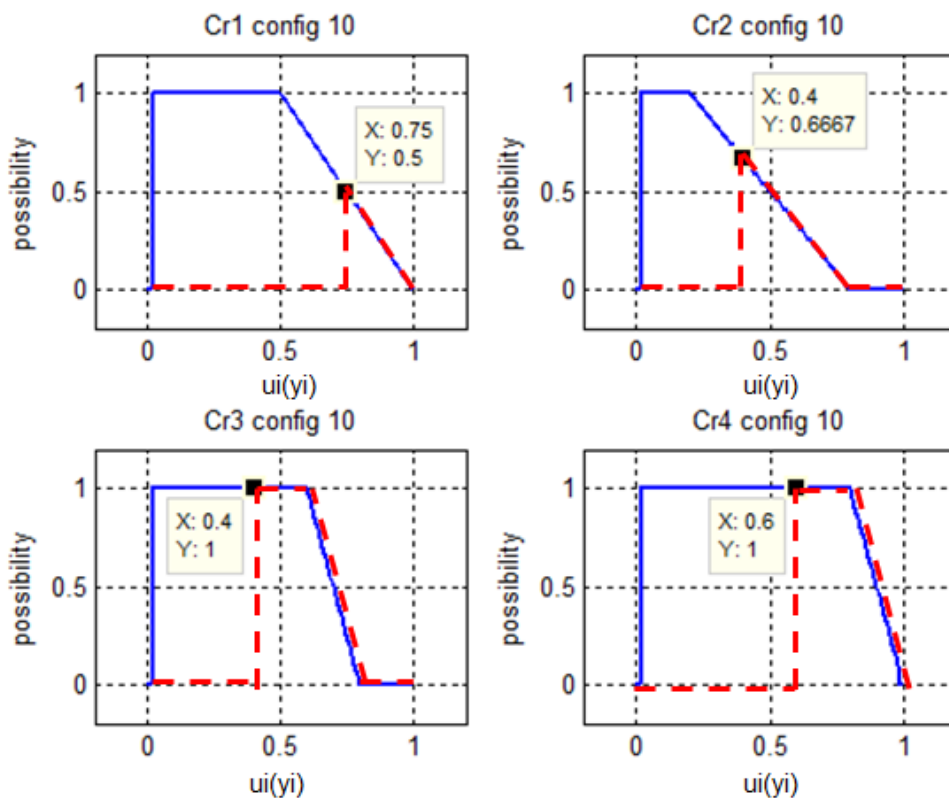 Cr1 config 10
Cr2 config 10
possibility
1
0.5
0
X: 0.75
Y: 0.5
0
0.5
1
ui(yi)
possibility
1
0.5
0
X: 0.4
Y: 0.6667
0
0.5
1
ui(yi)
Cr3 config 10
Cr4 config 10
possibility
1
0.5
0
X: 0.4
Y: 1
0
0.5
1
ui(yi)
possibility
1
0.5
0
X: 0.6
Y: 1
0
0.5
1
ui(yi)